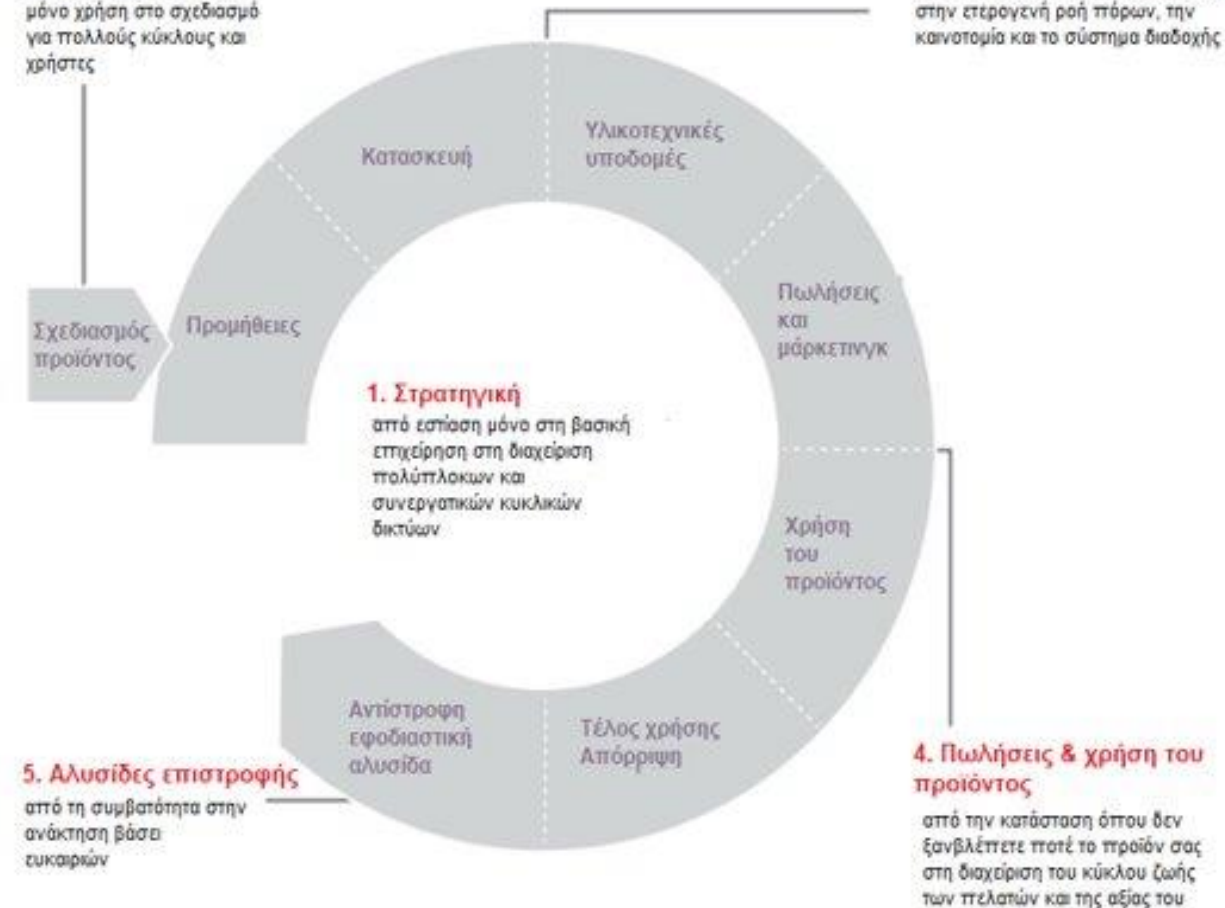 μόνο χρήση στο σχεδιασμό
για πολλούς κύκλους και
χρήστες
στην ετερογενή ροή πόρων, την
καινοτομία και το σύστημα διαδοχής
Κατασκευή
Υλικοτεχνικές
υποδομές
Σχεδιασμός
προϊόντος
Προμήθειες
Πωλήσεις
και
μάρκετινγκ
1. Στρατηγική
από εστίαση μόνο στη βασική
επιχείρηση στη διαχείριση
πολύπλοκων και
συνεργατικών κυκλικών
δικτύων
Χρήση
του
προϊόντος
Αντίστροφη
εφοδιαστική
αλυσίδα
Τέλος χρήσης
Απόρριψη
5. Αλυσίδες επιστροφής
από τη συμβατότητα στην
ανάκτηση βάσει
ευκαιριών
4. Πωλήσεις & χρήση του
προϊόντος
από την κατάσταση όπου δεν
ξανβλέπετε ποτέ το προϊόν σας
στη διαχείριση του κύκλου ζωής
των πελατών και της αξίας του